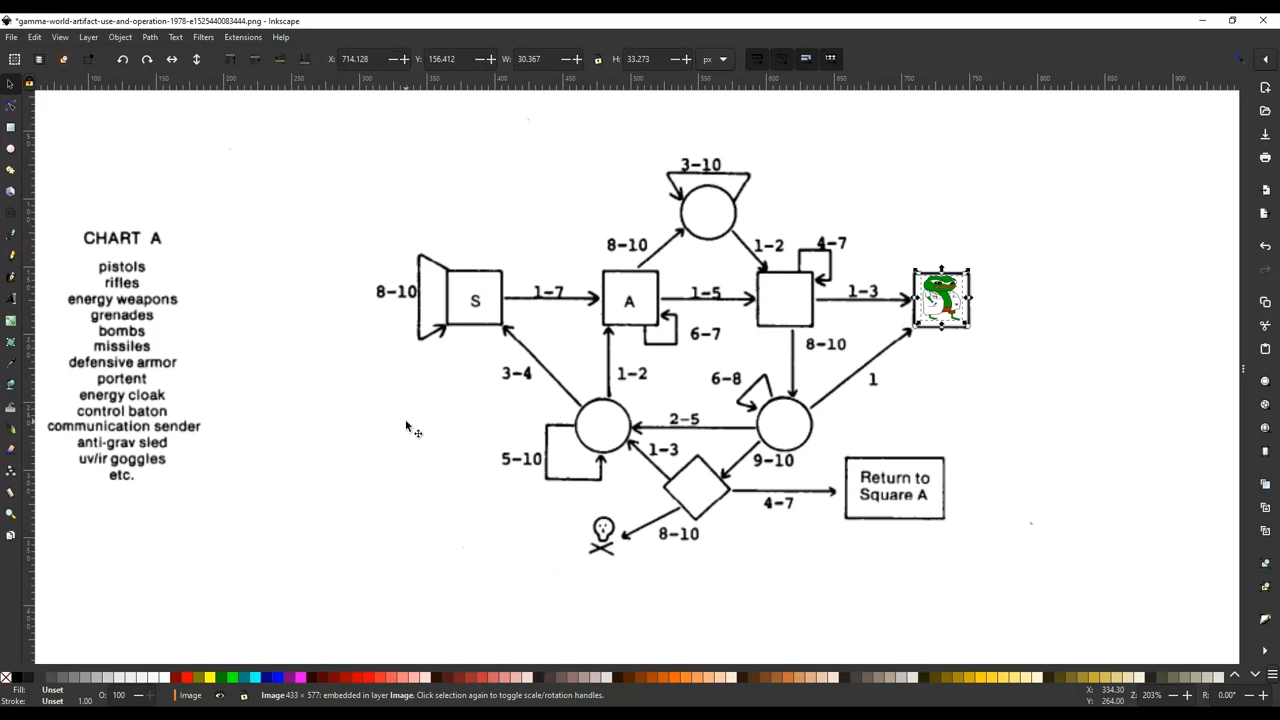 *gamma-world-artifact-use-and-operation-1978-e1525440083444.png - Inkscape
File Edit View Layer Object Path Text Filters Extensions Help
X: 714.128 Y: 156.412 W: 30.367 H: 33.273 px
CHART A
pistols
rifles
energy weapons
grenades
bombs
missiles
defensive armor
portent
energy cloak
control baton
communication sender
anti-grav sled
uv/ir goggles
etc.
3-10
8-10
1-2
4-7
8-10
S
1-7
A
1-5
1-3
6-7
8-10
3-4
1-2
6-8
1
2-5
5-10
1-3
9-10
4-7
8-10
Return to
Square A
Fill: Unset
Stroke: Unset 1.00
O: 100
Image
Image 433 × 577: embedded in layer Image. Click selection again to toggle scale/rotation handles.
X: 334.30
Y: 264.00
Z: 203%
R: 0.00°